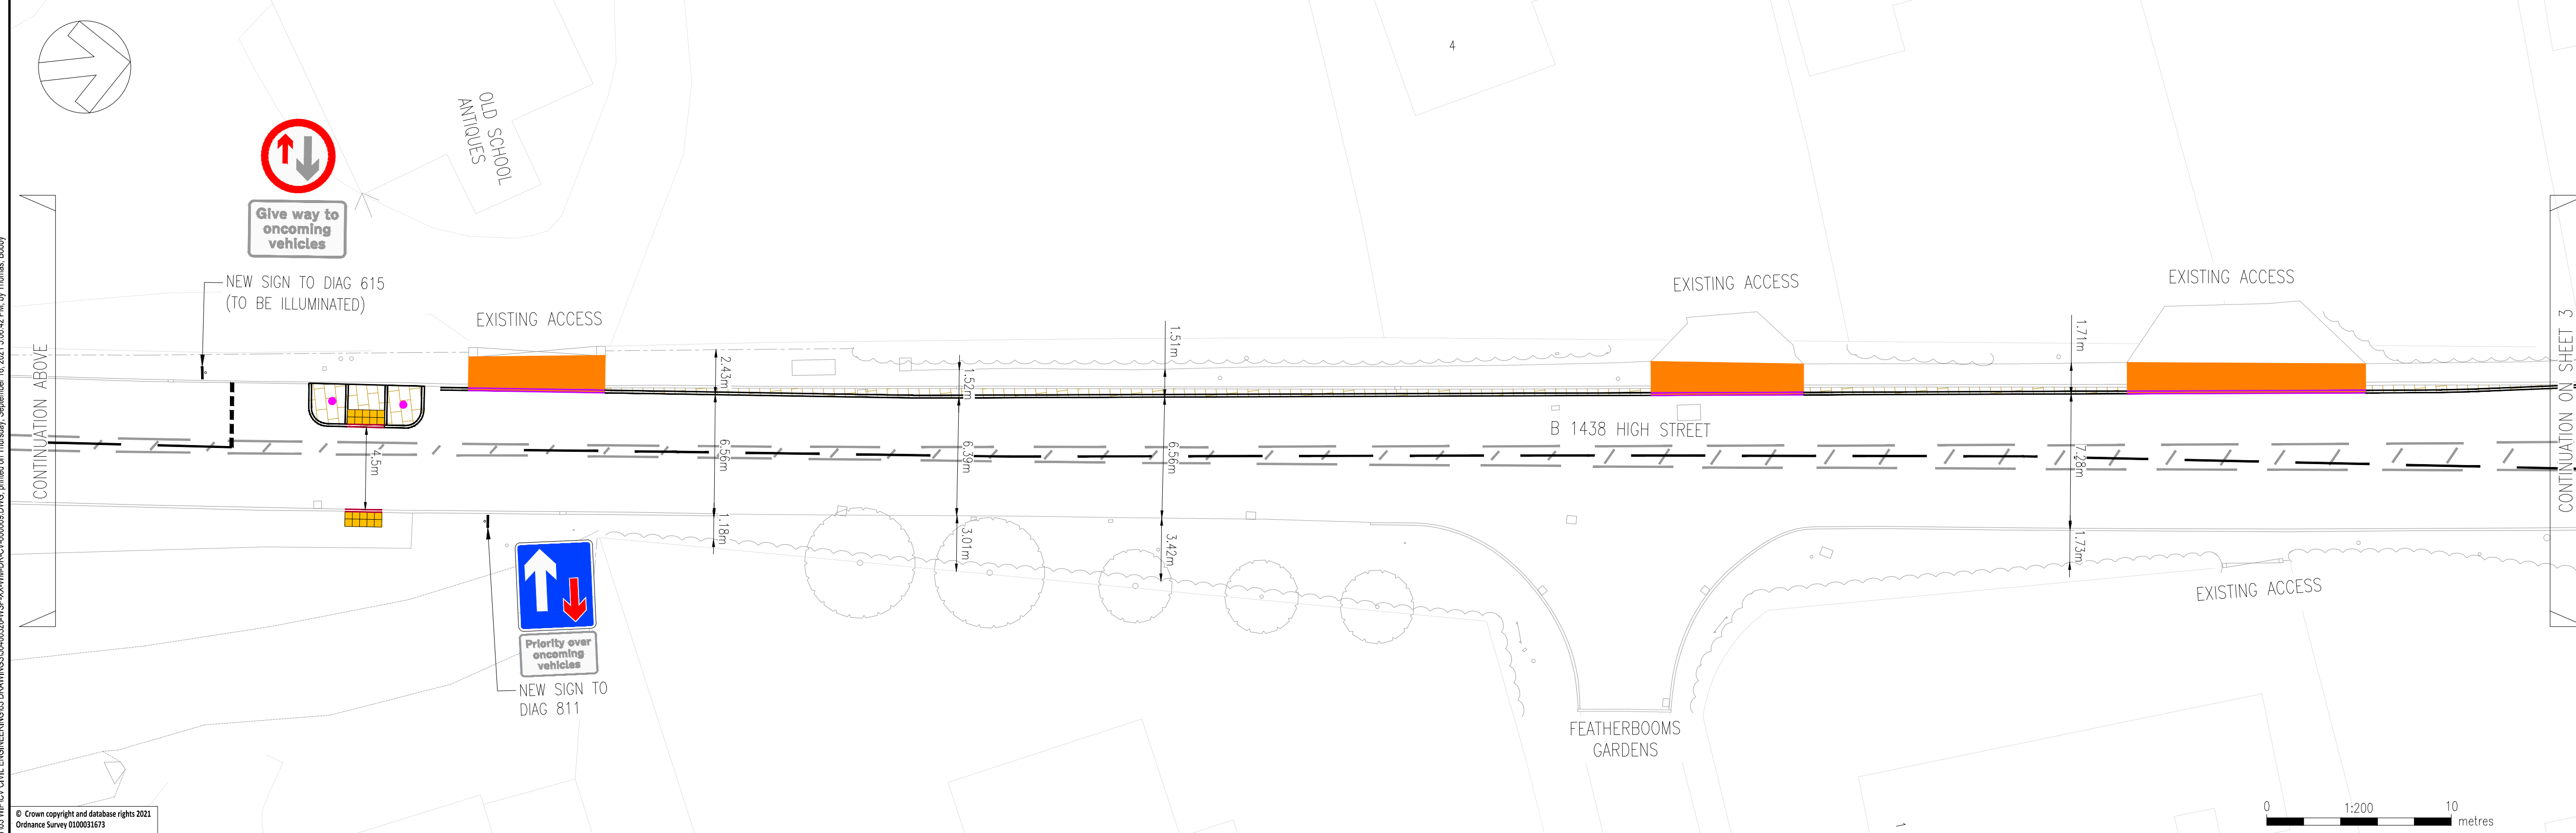 4
OLD SCHOOL
ANTIQUES
Give way to
oncoming
vehicles
NEW SIGN TO DIAG 615
(TO BE ILLUMINATED)
EXISTING ACCESS
EXISTING ACCESS
EXISTING ACCESS
CONTINUATION ABOVE
CONTINUATION ON SHEET 3
2.43m
1.52m
1.51m
1.71m
B 1438 HIGH STREET
4.5m
6.56m
6.39m
6.56m
7.28m
1.18m
3.01m
3.42m
1.73m
EXISTING ACCESS
Priority over
oncoming
vehicles
NEW SIGN TO
DIAG 811
FEATHERBOOMS
GARDENS
© Crown copyright and database rights 2021
Ordnance Survey 0100031673
0 1:200 10
metres